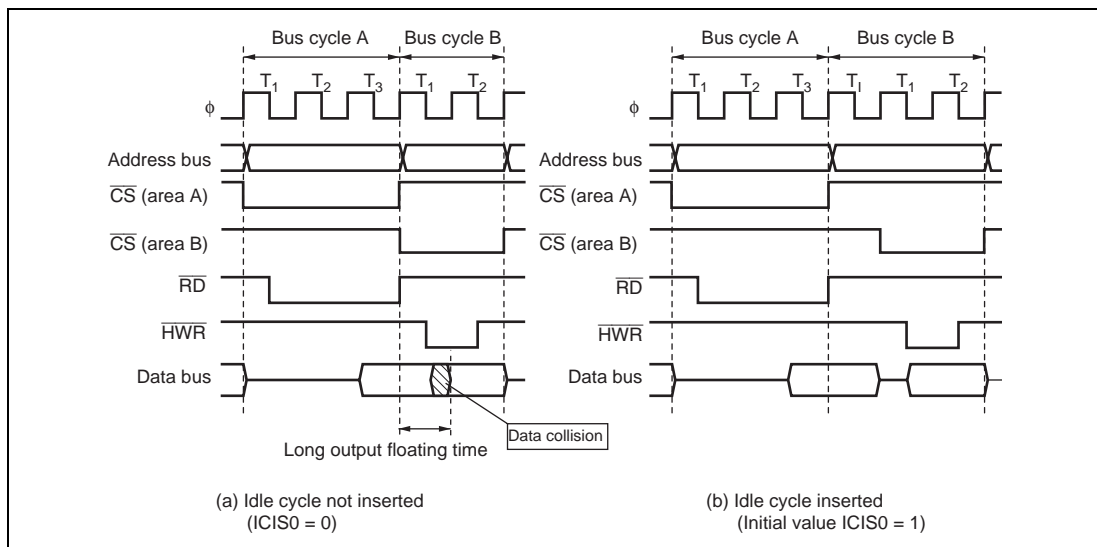 Bus cycle A Bus cycle B
T1 T2 T3 T1 T2
ϕ
Address bus
CS (area A)
CS (area B)
RD
HWR
Data bus
Data collision
Long output floating time
(a) Idle cycle not inserted
(ICIS0 = 0)
Bus cycle A Bus cycle B
T1 T2 T3 TI T1 T2
ϕ
Address bus
CS (area A)
CS (area B)
RD
HWR
Data bus
(b) Idle cycle inserted
(Initial value ICIS0 = 1)